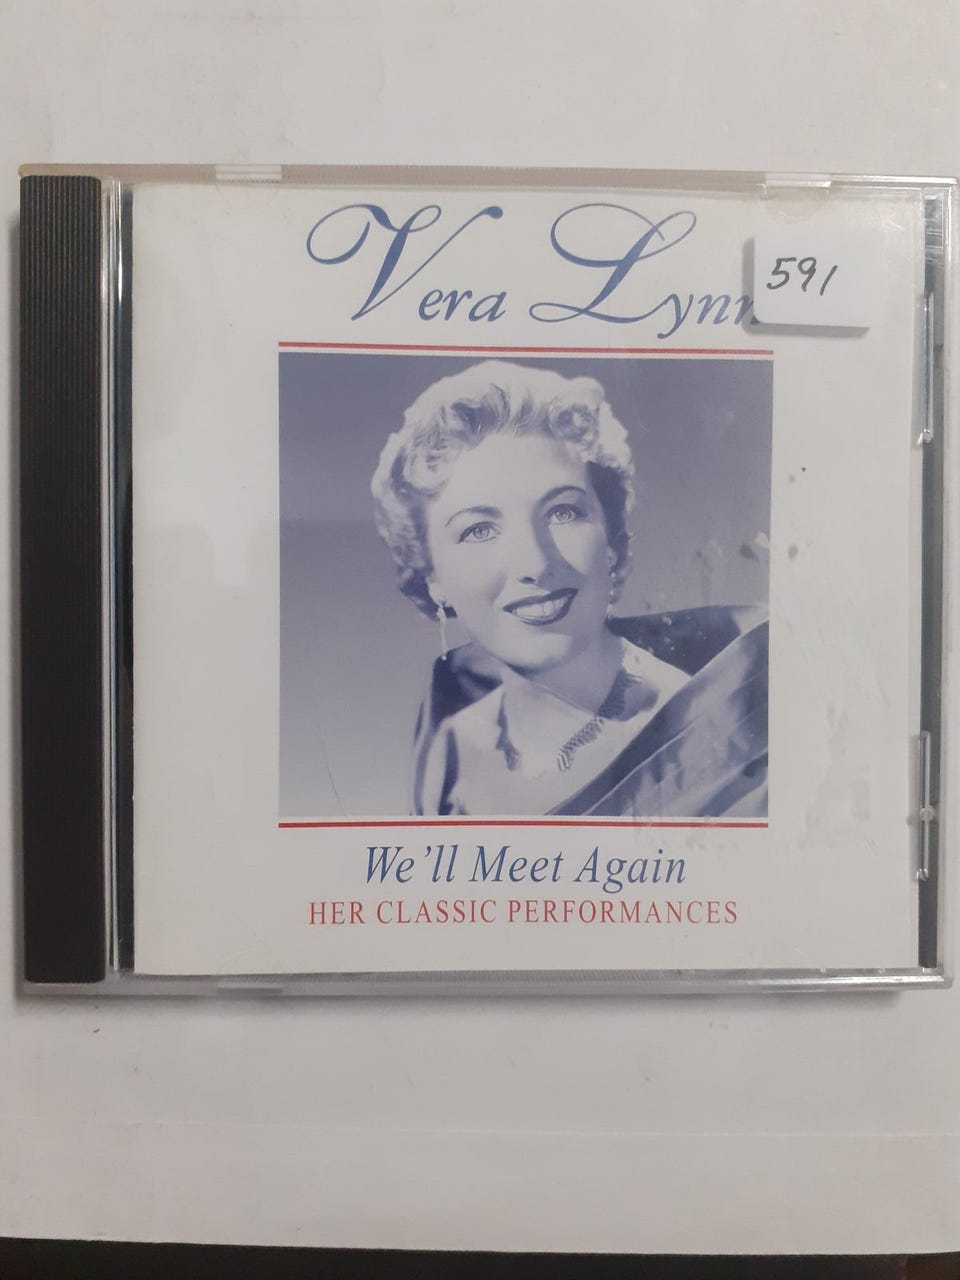 Vera Lynn
591
We'll Meet Again
HER CLASSIC PERFORMANCES